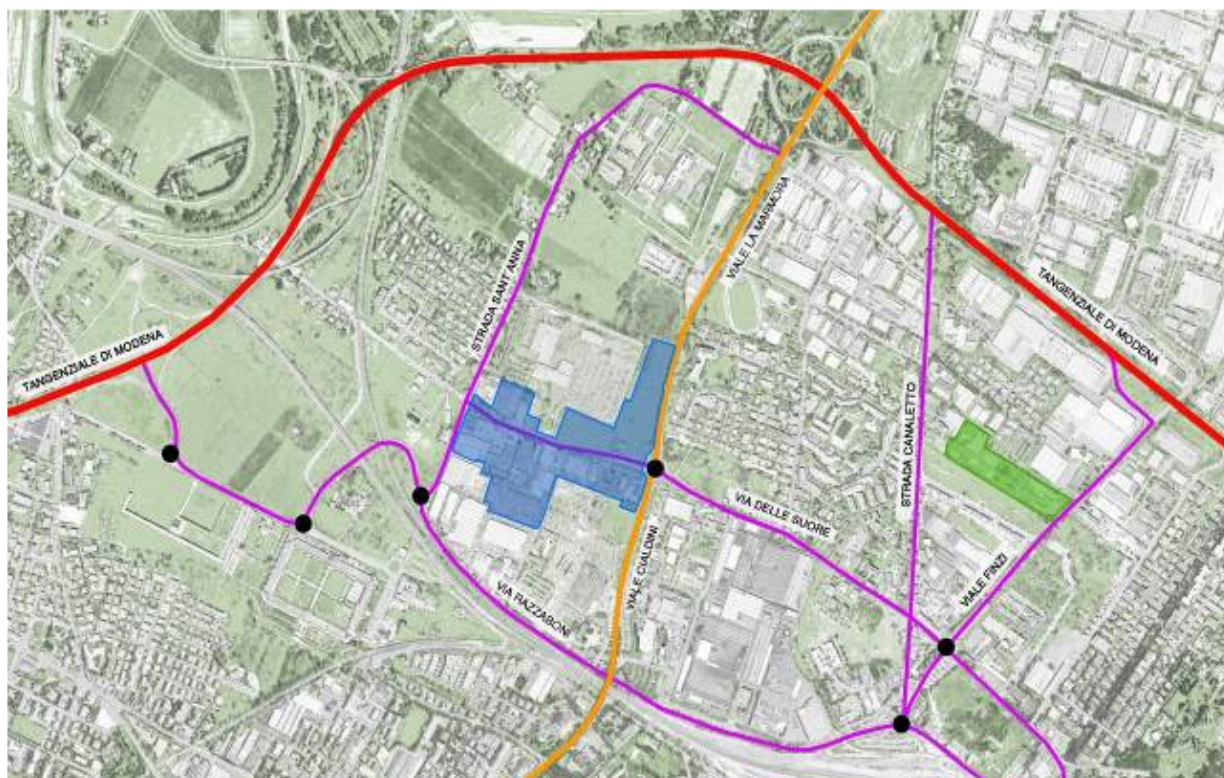 VIALE LA MARMORA
STRADA SANT'ANNA
TANGENZIALE DI MODENA
TANGENZIALE DI MODENA
STRADA CANALETTO
VIA DELLE SUORE
VIALE FINZI
VIALE CIALDINI
VIA RAZZABONI